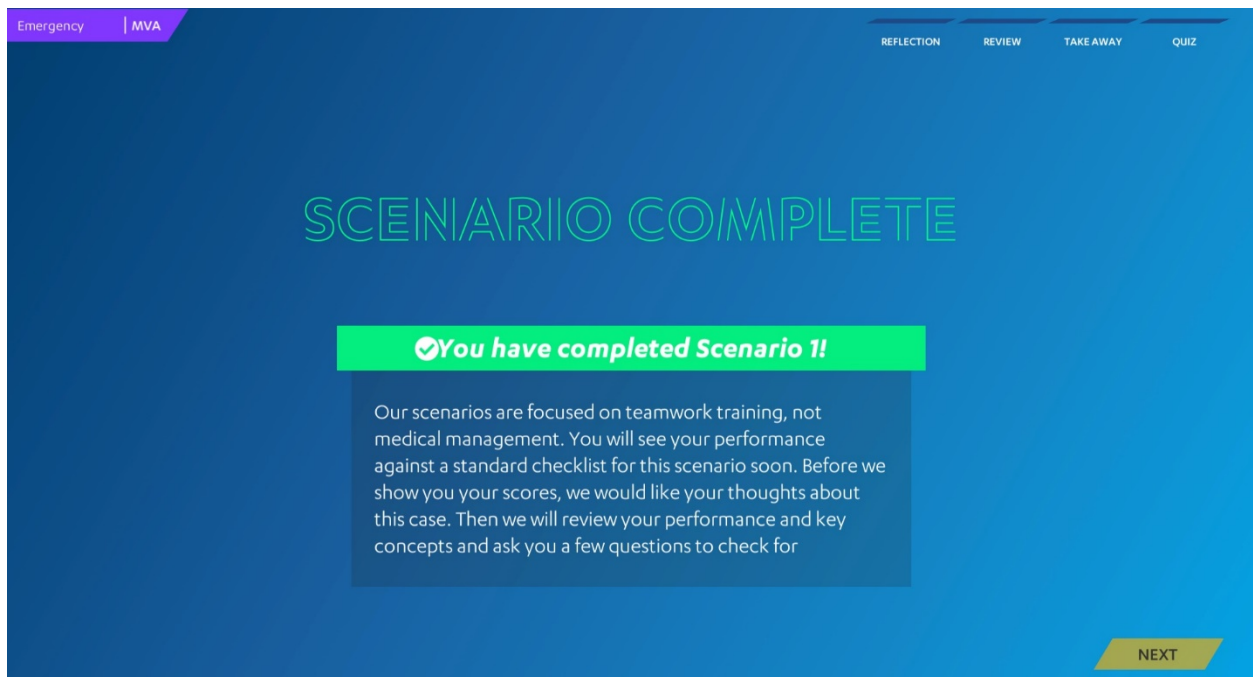 Emergency | MVA
REFLECTION REVIEW TAKE AWAY QUIZ
SCENARIO COMPLETE
You have completed Scenario 1!
Our scenarios are focused on teamwork training, not
medical management. You will see your performance
against a standard checklist for this scenario soon. Before we
show you your scores, we would like your thoughts about
this case. Then we will review your performance and key
concepts and ask you a few questions to check for
NEXT